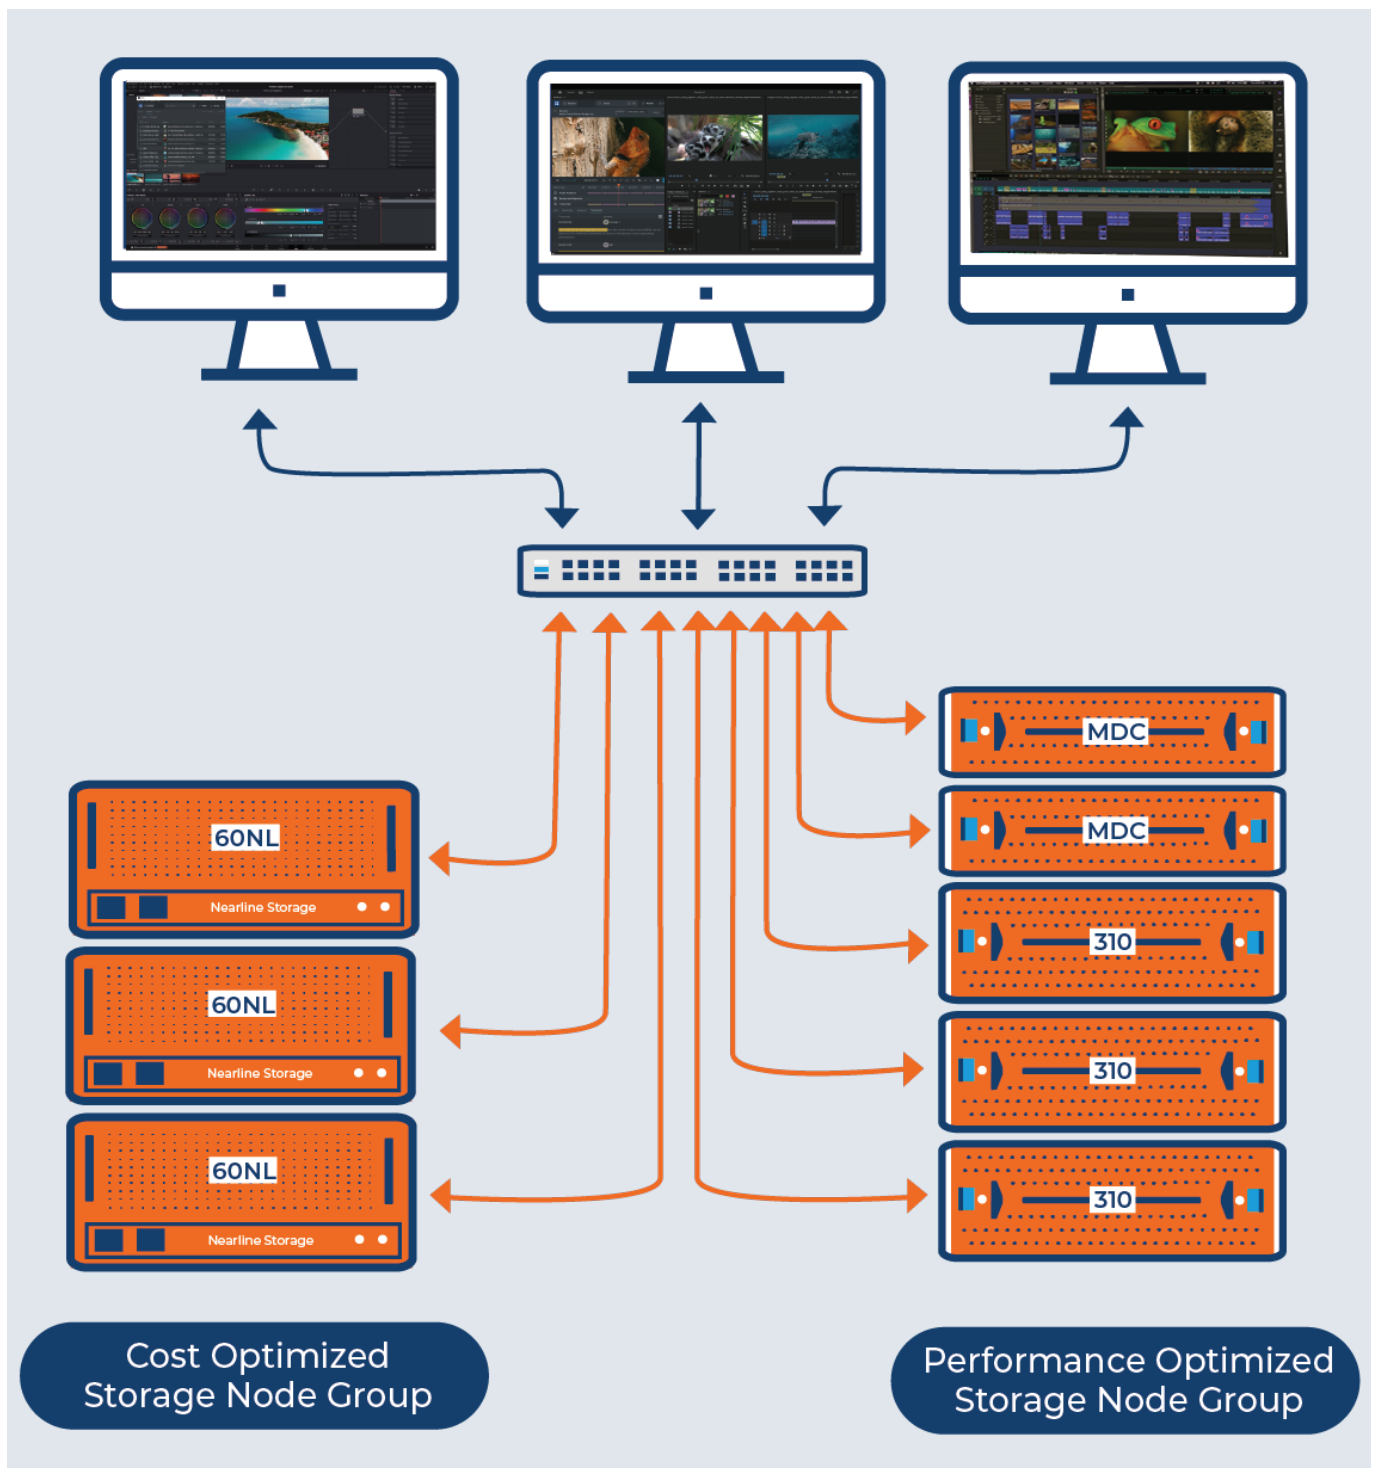 MDC
MDC
60NL
Nearline Storage
310
60NL
Nearline Storage
310
60NL
Nearline Storage
310
Cost Optimized
Storage Node Group
Performance Optimized
Storage Node Group